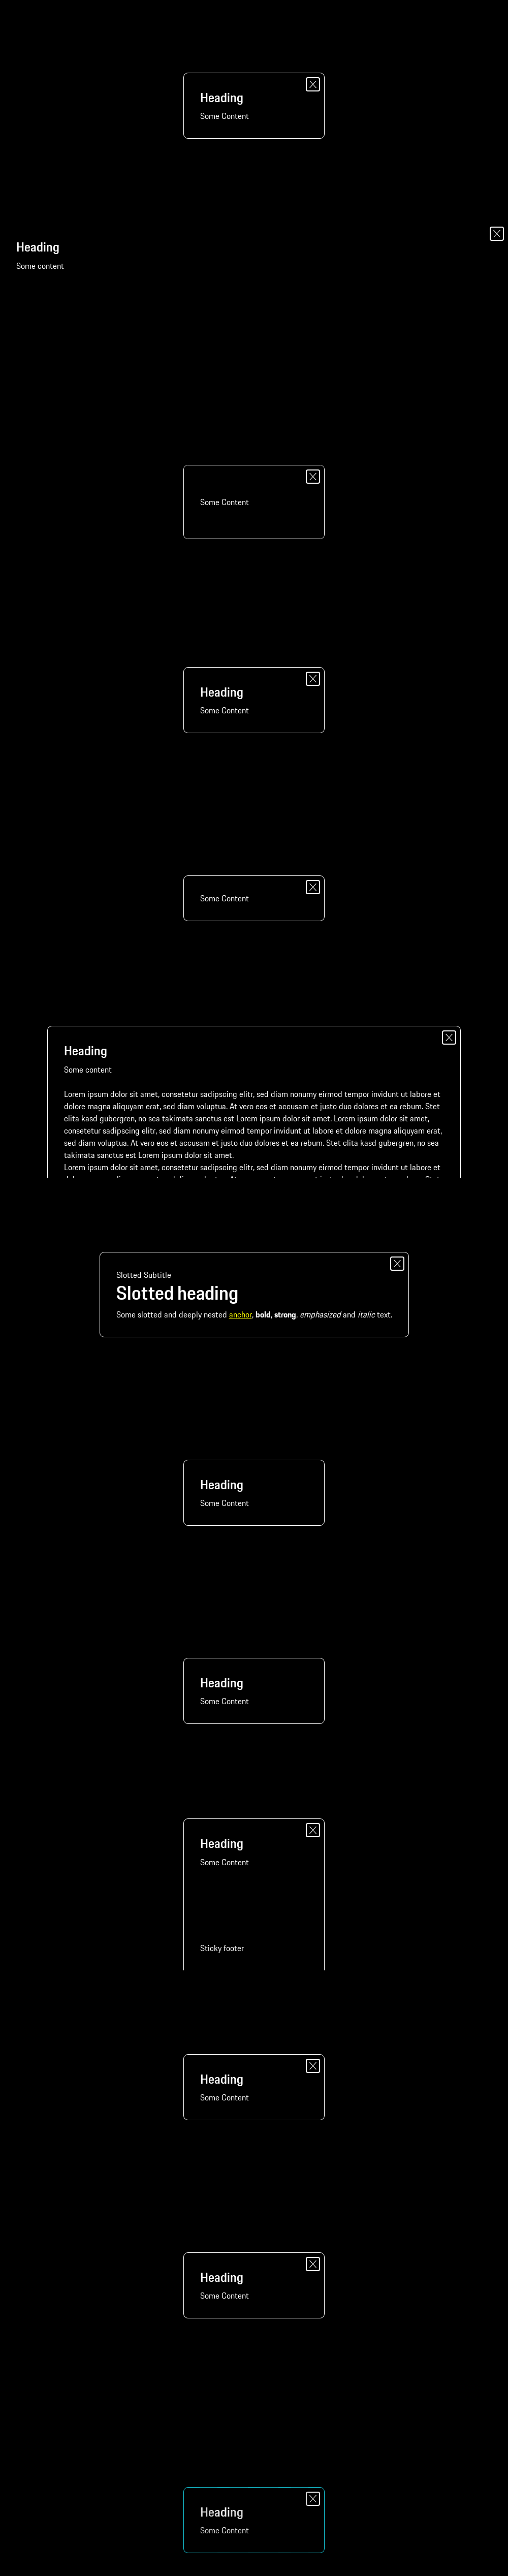 Heading
Some Content
Heading
Some content
Some Content
Heading
Some Content
Some Content
Heading
Some content
Lorem ipsum dolor sit amet, consetetur sadipscing elitr, sed diam nonumy eirmod tempor invidunt ut labore et
dolore magna aliquyam erat, sed diam voluptua. At vero eos et accusam et justo duo dolores et ea rebum. Stet
clita kasd gubergren, no sea takimata sanctus est Lorem ipsum dolor sit amet. Lorem ipsum dolor sit amet,
consetetur sadipscing elitr, sed diam nonumy eirmod tempor invidunt ut labore et dolore magna aliquyam erat,
sed diam voluptua. At vero eos et accusam et justo duo dolores et ea rebum. Stet clita kasd gubergren, no sea
takimata sanctus est Lorem ipsum dolor sit amet.
Lorem ipsum dolor sit amet, consetetur sadipscing elitr, sed diam nonumy eirmod tempor invidunt ut labore et
Slotted Subtitle
Slotted heading
Some slotted and deeply nested anchor, bold, strong, emphasized and italic text.
Heading
Some Content
Heading
Some Content
Heading
Some Content
Sticky footer
Heading
Some Content
Heading
Some Content
Heading
Some Content